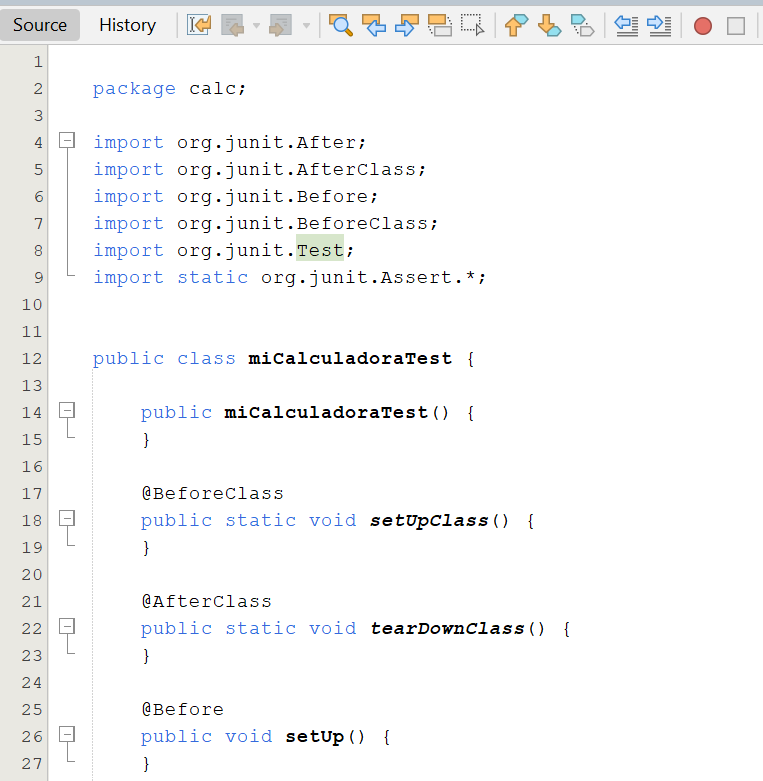 Source History
1
2 package calc;
3
4 import org.junit.After;
5 import org.junit.AfterClass;
6 import org.junit.Before;
7 import org.junit.BeforeClass;
8 import org.junit.Test;
9 import static org.junit.Assert.*;
10
11
12 public class miCalculadoraTest {
13
14 public miCalculadoraTest() {
15 }
16
17 @BeforeClass
18 public static void setUpClass() {
19 }
20
21 @AfterClass
22 public static void tearDownClass() {
23 }
24
25 @Before
26 public void setUp() {
27 }